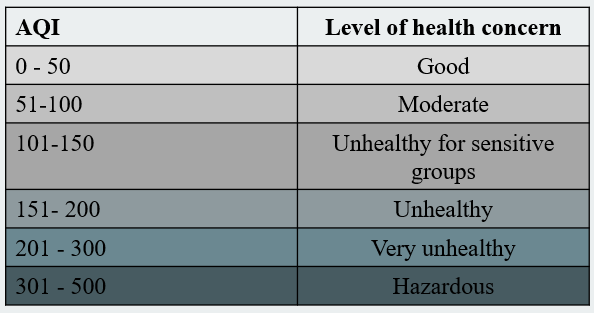 AQI Level of health concern
0 - 50 Good
51-100 Moderate
101-150 Unhealthy for sensitive
groups
151- 200 Unhealthy
201 - 300 Very unhealthy
301 - 500 Hazardous